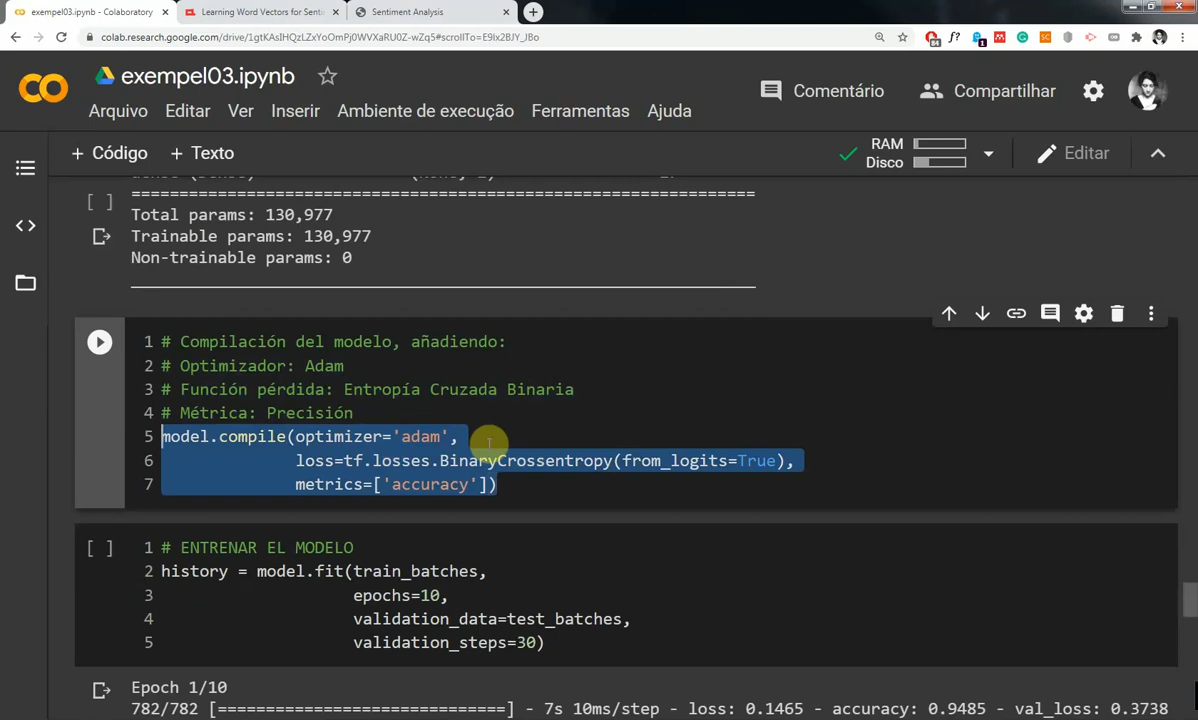 exempel03.ipynb - Colaboratory
Learning Word Vectors for Senti
Sentiment Analysis
colab.research.google.com/drive/1gtKAsIHQzLZxYoOmPj0WVXaRU0Z-wZq5#scrollTo=E9Ix2BJY_JBo
exempel03.ipynb
Arquivo Editar Ver Inserir Ambiente de execução Ferramentas Ajuda
Comentário
Compartilhar
+ Código + Texto
RAM
Disco
Editar
[ ]
=================================================================
Total params: 130,977
Trainable params: 130,977
Non-trainable params: 0
1 # Compilación del modelo, añadiendo:
2 # Optimizador: Adam
3 # Función pérdida: Entropía Cruzada Binaria
4 # Métrica: Precisión
5 model.compile(optimizer='adam',
6 loss=tf.losses.BinaryCrossentropy(from_logits=True),
7 metrics=['accuracy'])
[ ] 1 # ENTRENAR EL MODELO
2 history = model.fit(train_batches,
3 epochs=10,
4 validation_data=test_batches,
5 validation_steps=30)
Epoch 1/10
782/782 [==============================] - 7s 10ms/step - loss: 0.1465 - accuracy: 0.9485 - val_loss: 0.3738